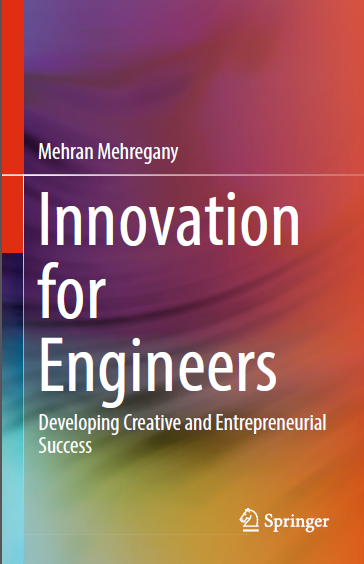 Mehran Mehregany
Innovation
for
Engineers
Developing Creative and Entrepreneurial
Success
Springer